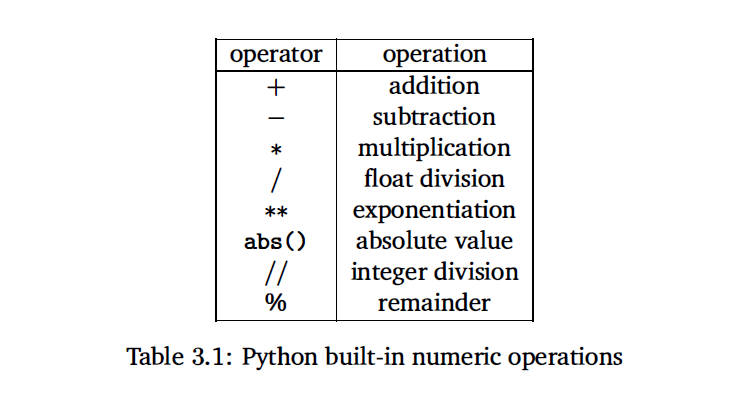 operator operation
+ addition
− subtraction
* multiplication
/ float division
** exponentiation
abs() absolute value
// integer division
% remainder
Table 3.1: Python built-in numeric operations